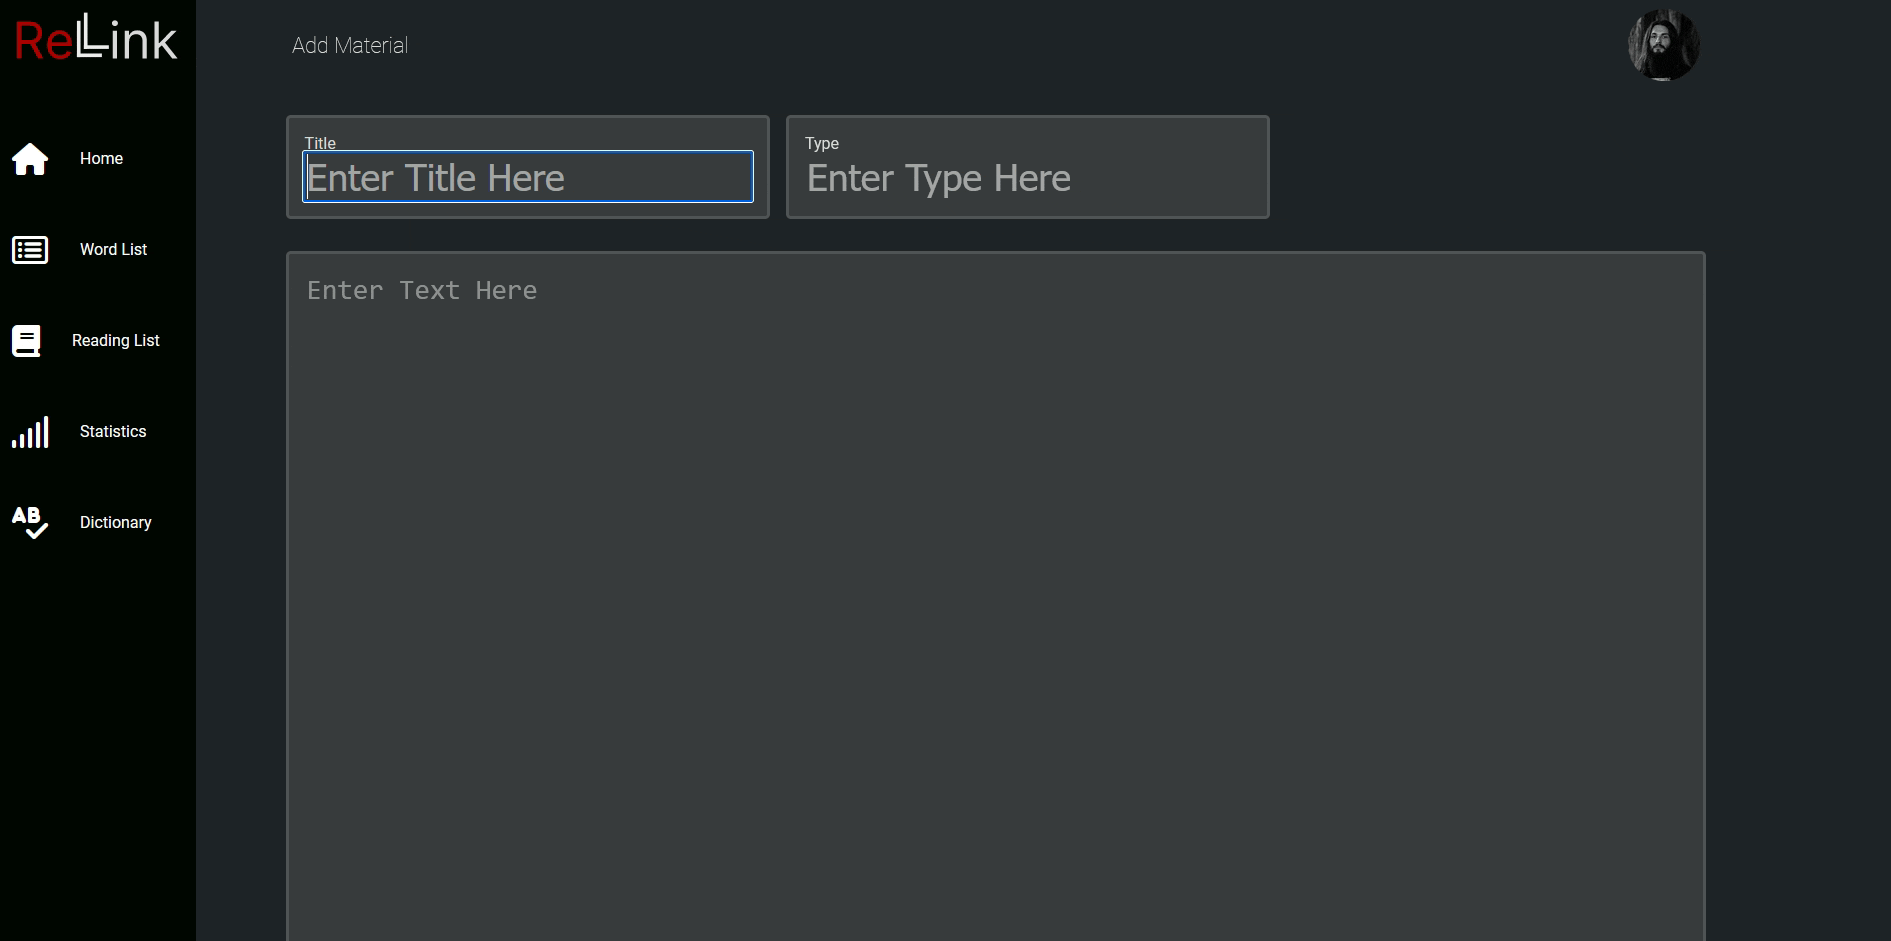 ReLink
Home
Word List
Reading List
Statistics
AB
Dictionary
Add Material
Title
Enter Title Here
Type
Enter Type Here
Enter Text Here